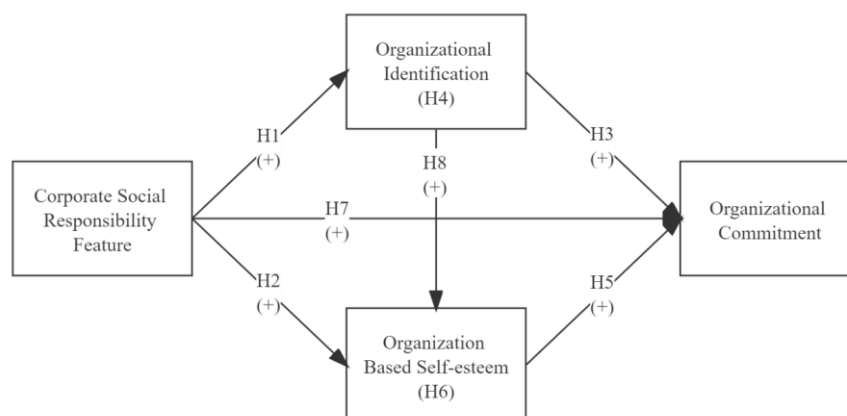 Organizational
Identification
(H4)
H1
(+)
H3
(+)
H8
(+)
Corporate Social
Responsibility
Feature
H7
(+)
Organizational
Commitment
H2
(+)
H5
(+)
Organization
Based Self-esteem
(H6)